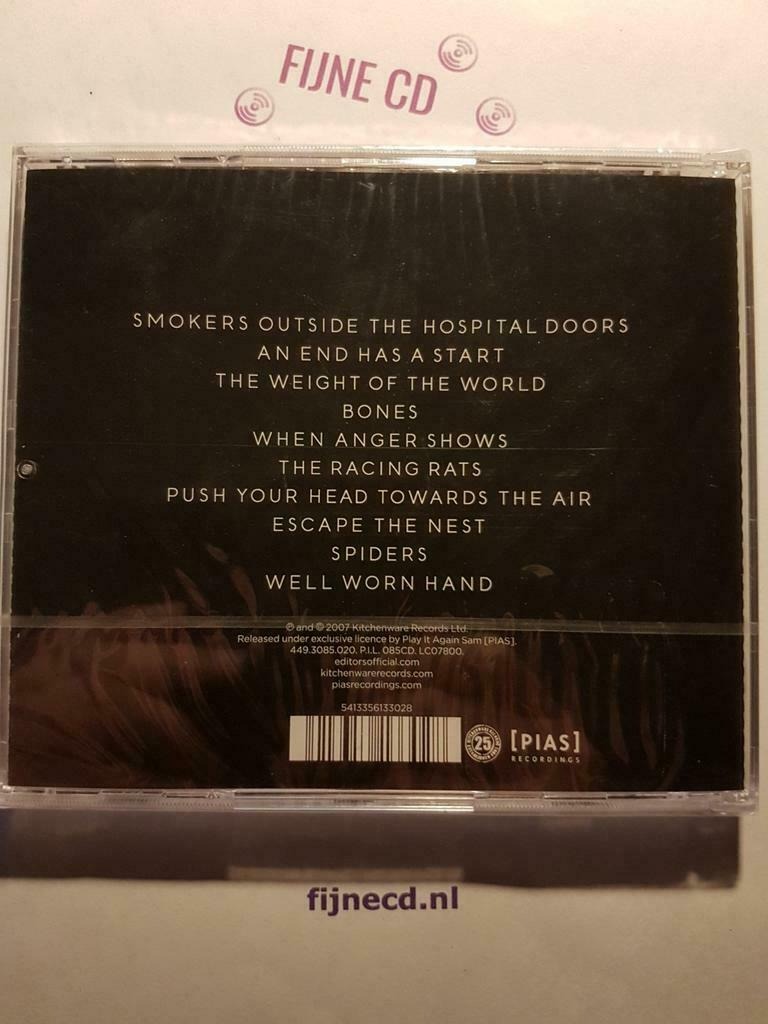 FIJNE CD
SMOKERS OUTSIDE THE HOSPITAL DOORS
AN END HAS A START
THE WEIGHT OF THE WORLD
BONES
WHEN ANGER SHOWS
THE RACING RATS
PUSH YOUR HEAD TOWARDS THE AIR
ESCAPE THE NEST
SPIDERS
WELL WORN HAND
℗ and © 2007 Kitchenware Records Ltd.
Released under exclusive licence by Play It Again Sam [PIAS].
449.3085.020. P.I.L. 085CD. LC07800.
editorsofficial.com
kitchenwarerecords.com
piasrecordings.com
5413356133028
25
[PIAS]
RECORDINGS
fijnecd.nl